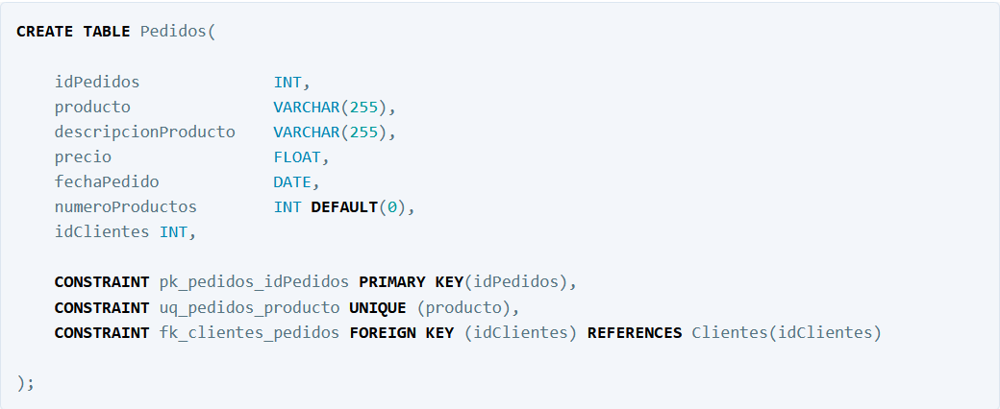 CREATE TABLE Pedidos(
idPedidos INT,
producto VARCHAR(255),
descripcionProducto VARCHAR(255),
precio FLOAT,
fechaPedido DATE,
numeroProductos INT DEFAULT(0),
idClientes INT,
CONSTRAINT pk_pedidos_idPedidos PRIMARY KEY(idPedidos),
CONSTRAINT uq_pedidos_producto UNIQUE (producto),
CONSTRAINT fk_clientes_pedidos FOREIGN KEY (idClientes) REFERENCES Clientes(idClientes)
);